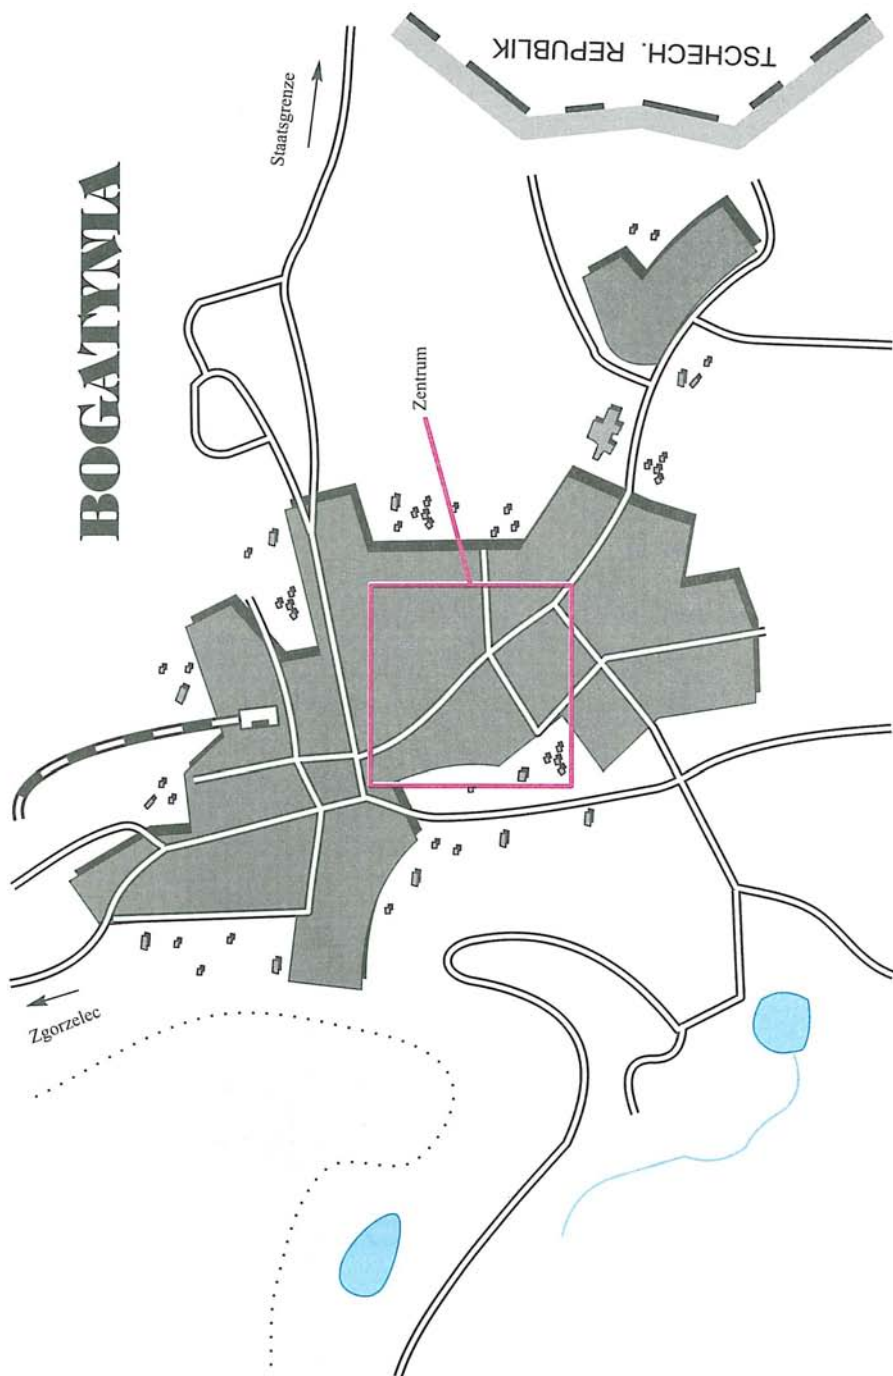 BOGATYNIA
Staatsgrenze
TSCHECH. REPUBLIK
Zentrum
Zgorzelec